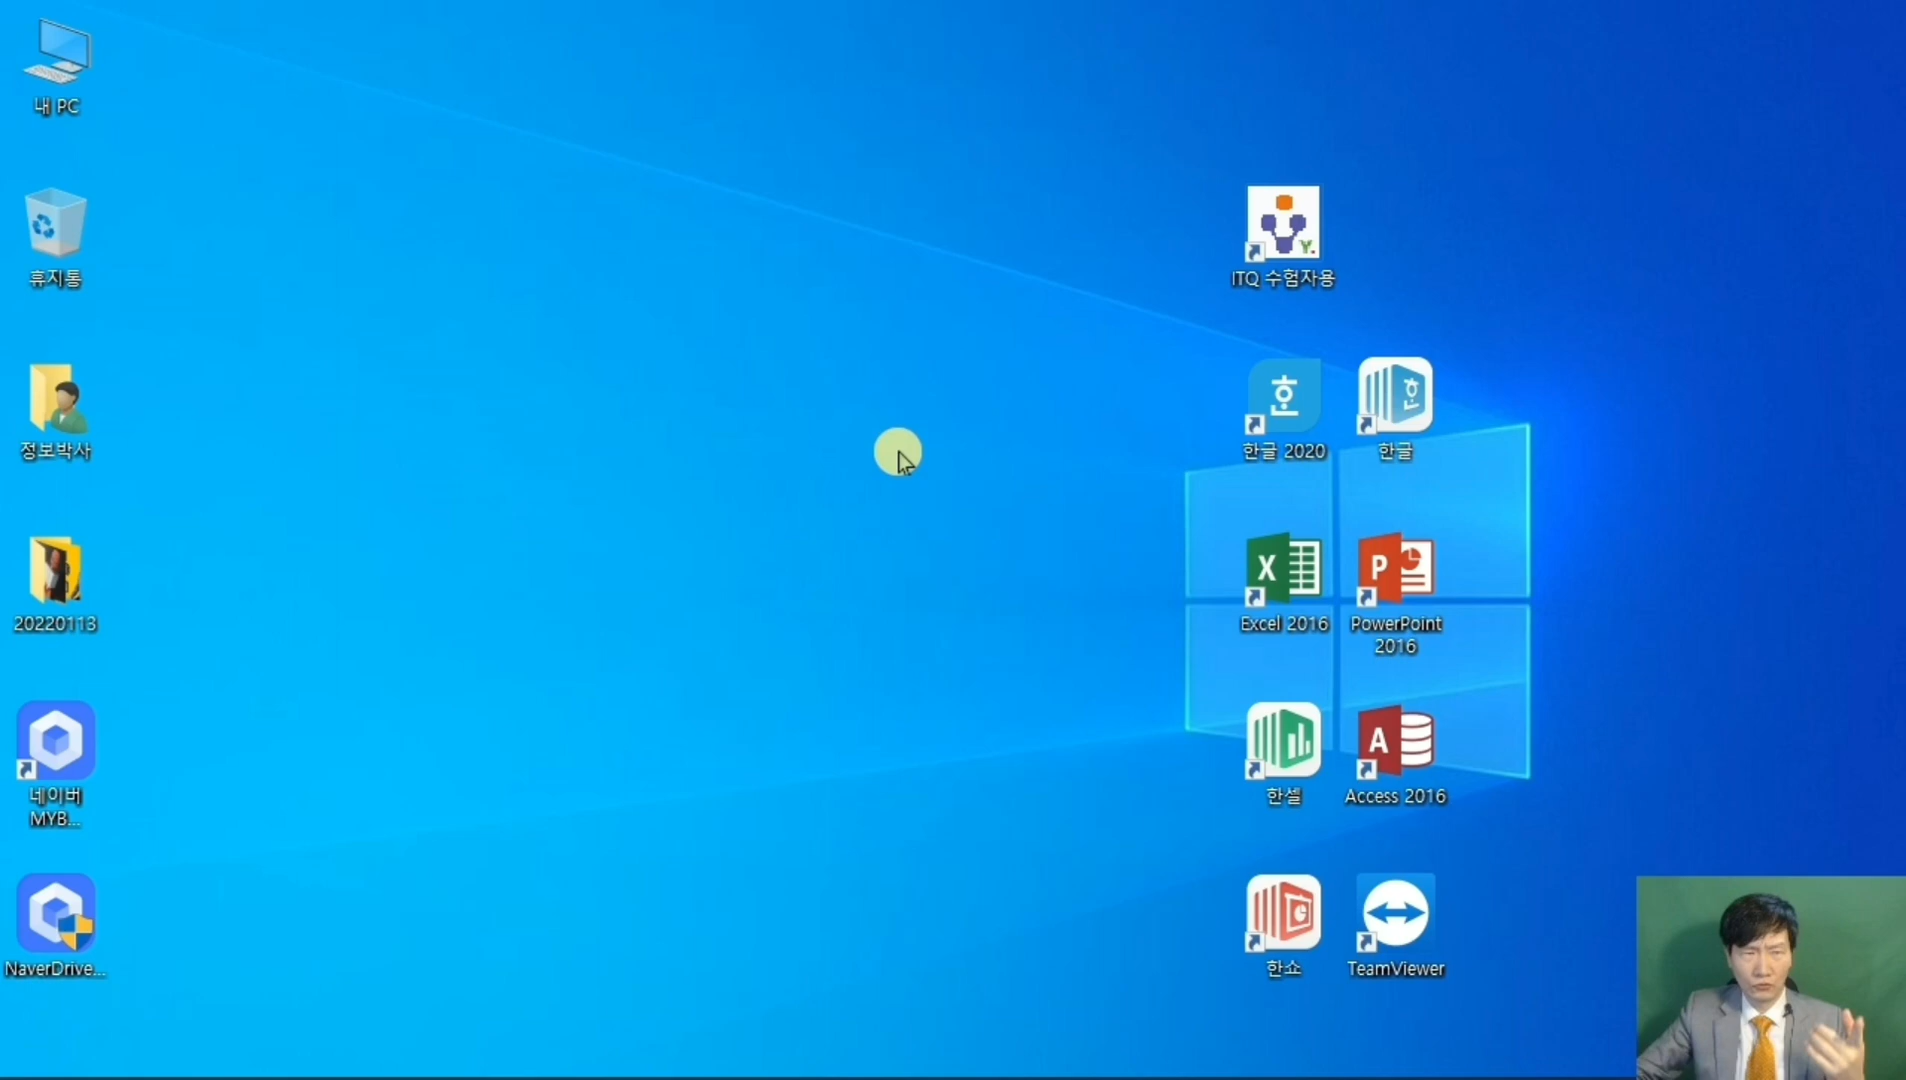 내 PC
휴지통
정보박사
20220113
네이버
MYB...
NaverDrive...
ITQ 수험자용
한글 2020
한글
Excel 2016
PowerPoint
2016
한셀
Access 2016
한쇼
TeamViewer